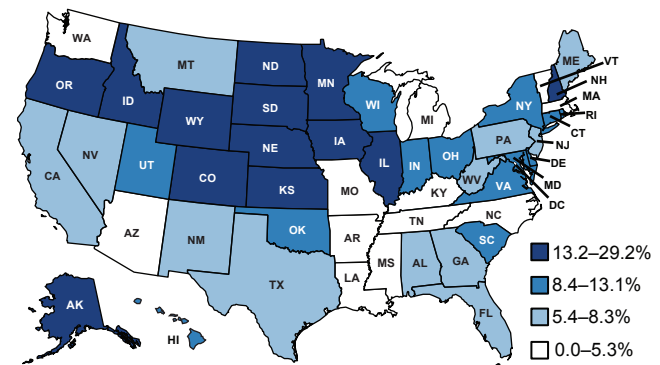 WA
MT
ND
MN
ME
VT
NH
MA
RI
CT
NJ
DE
MD
DC
OR
ID
WY
SD
WI
MI
NY
NV
UT
CO
NE
IA
IL
IN
OH
PA
WV
VA
CA
KS
MO
KY
AZ
NM
OK
AR
TN
NC
SC
TX
LA
MS
AL
GA
FL
AK
HI
13.2–29.2%
8.4–13.1%
5.4–8.3%
0.0–5.3%